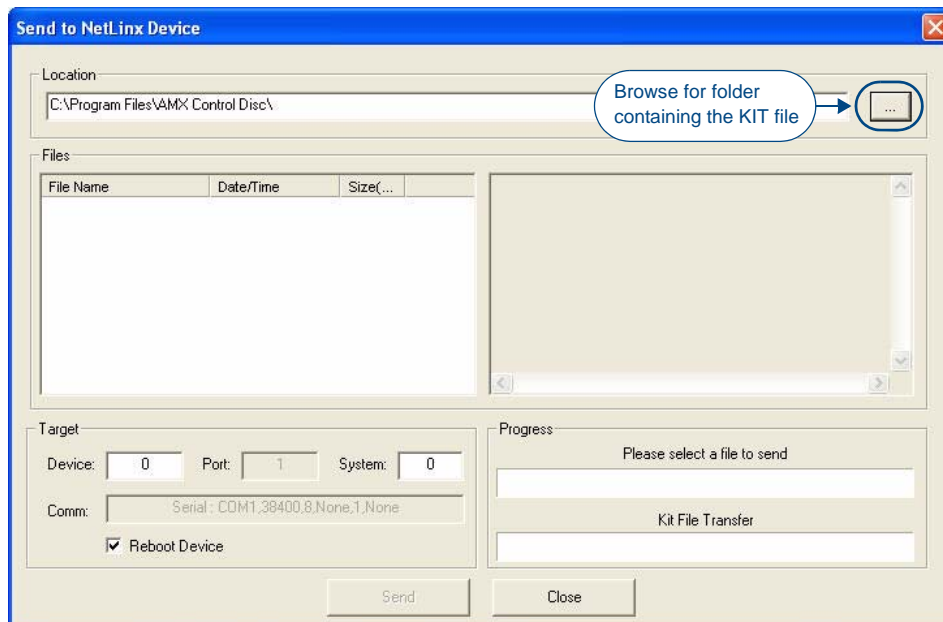 Send to NetLinx Device
Location
C:\Program Files\AMX Control Disc\
Browse for folder
containing the KIT file
...
Files
File Name Date/Time Size(...
Target
Device: 0 Port: 1 System: 0
Comm: Serial : COM1,38400,8,None,1,None
Reboot Device
Progress
Please select a file to send
Kit File Transfer
Send Close